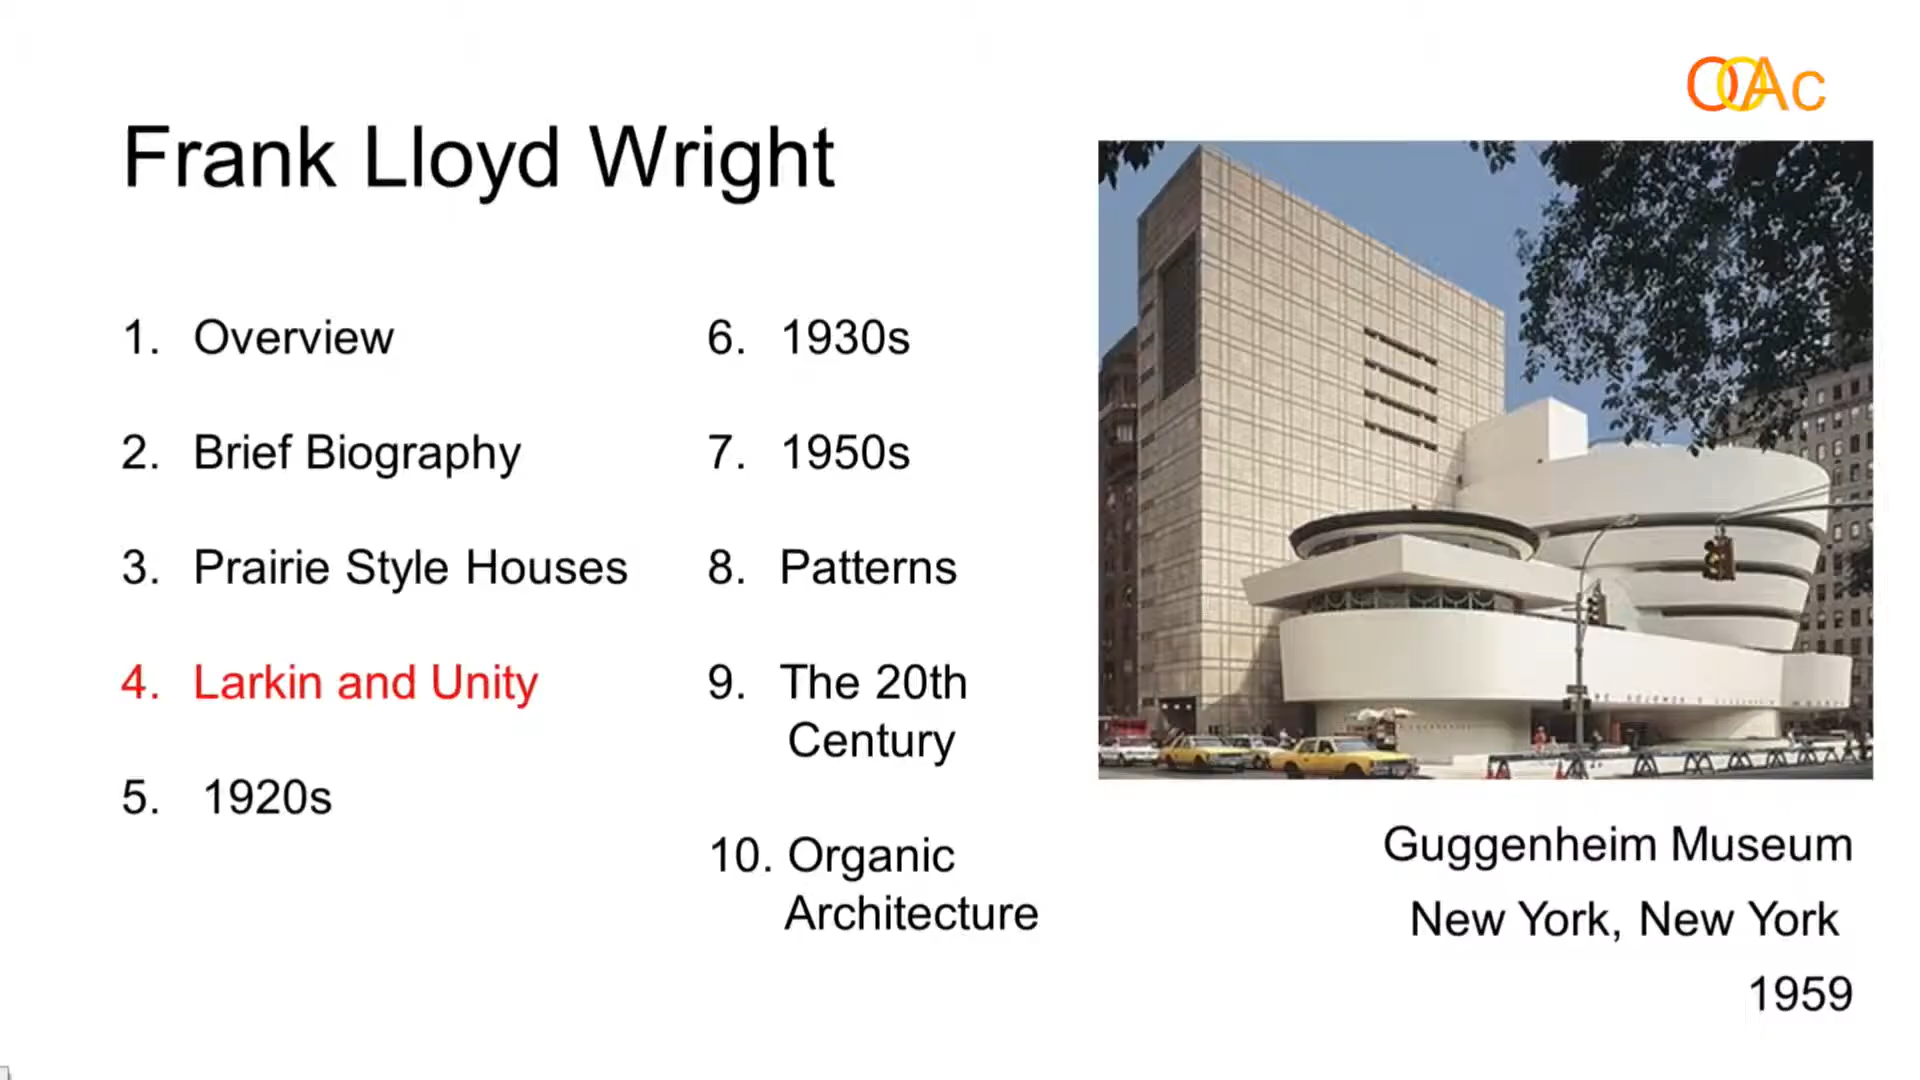 OOAc
Frank Lloyd Wright
1. Overview
2. Brief Biography
3. Prairie Style Houses
4. Larkin and Unity
5. 1920s
6. 1930s
7. 1950s
8. Patterns
9. The 20th
Century
10. Organic
Architecture
Guggenheim Museum
New York, New York
1959